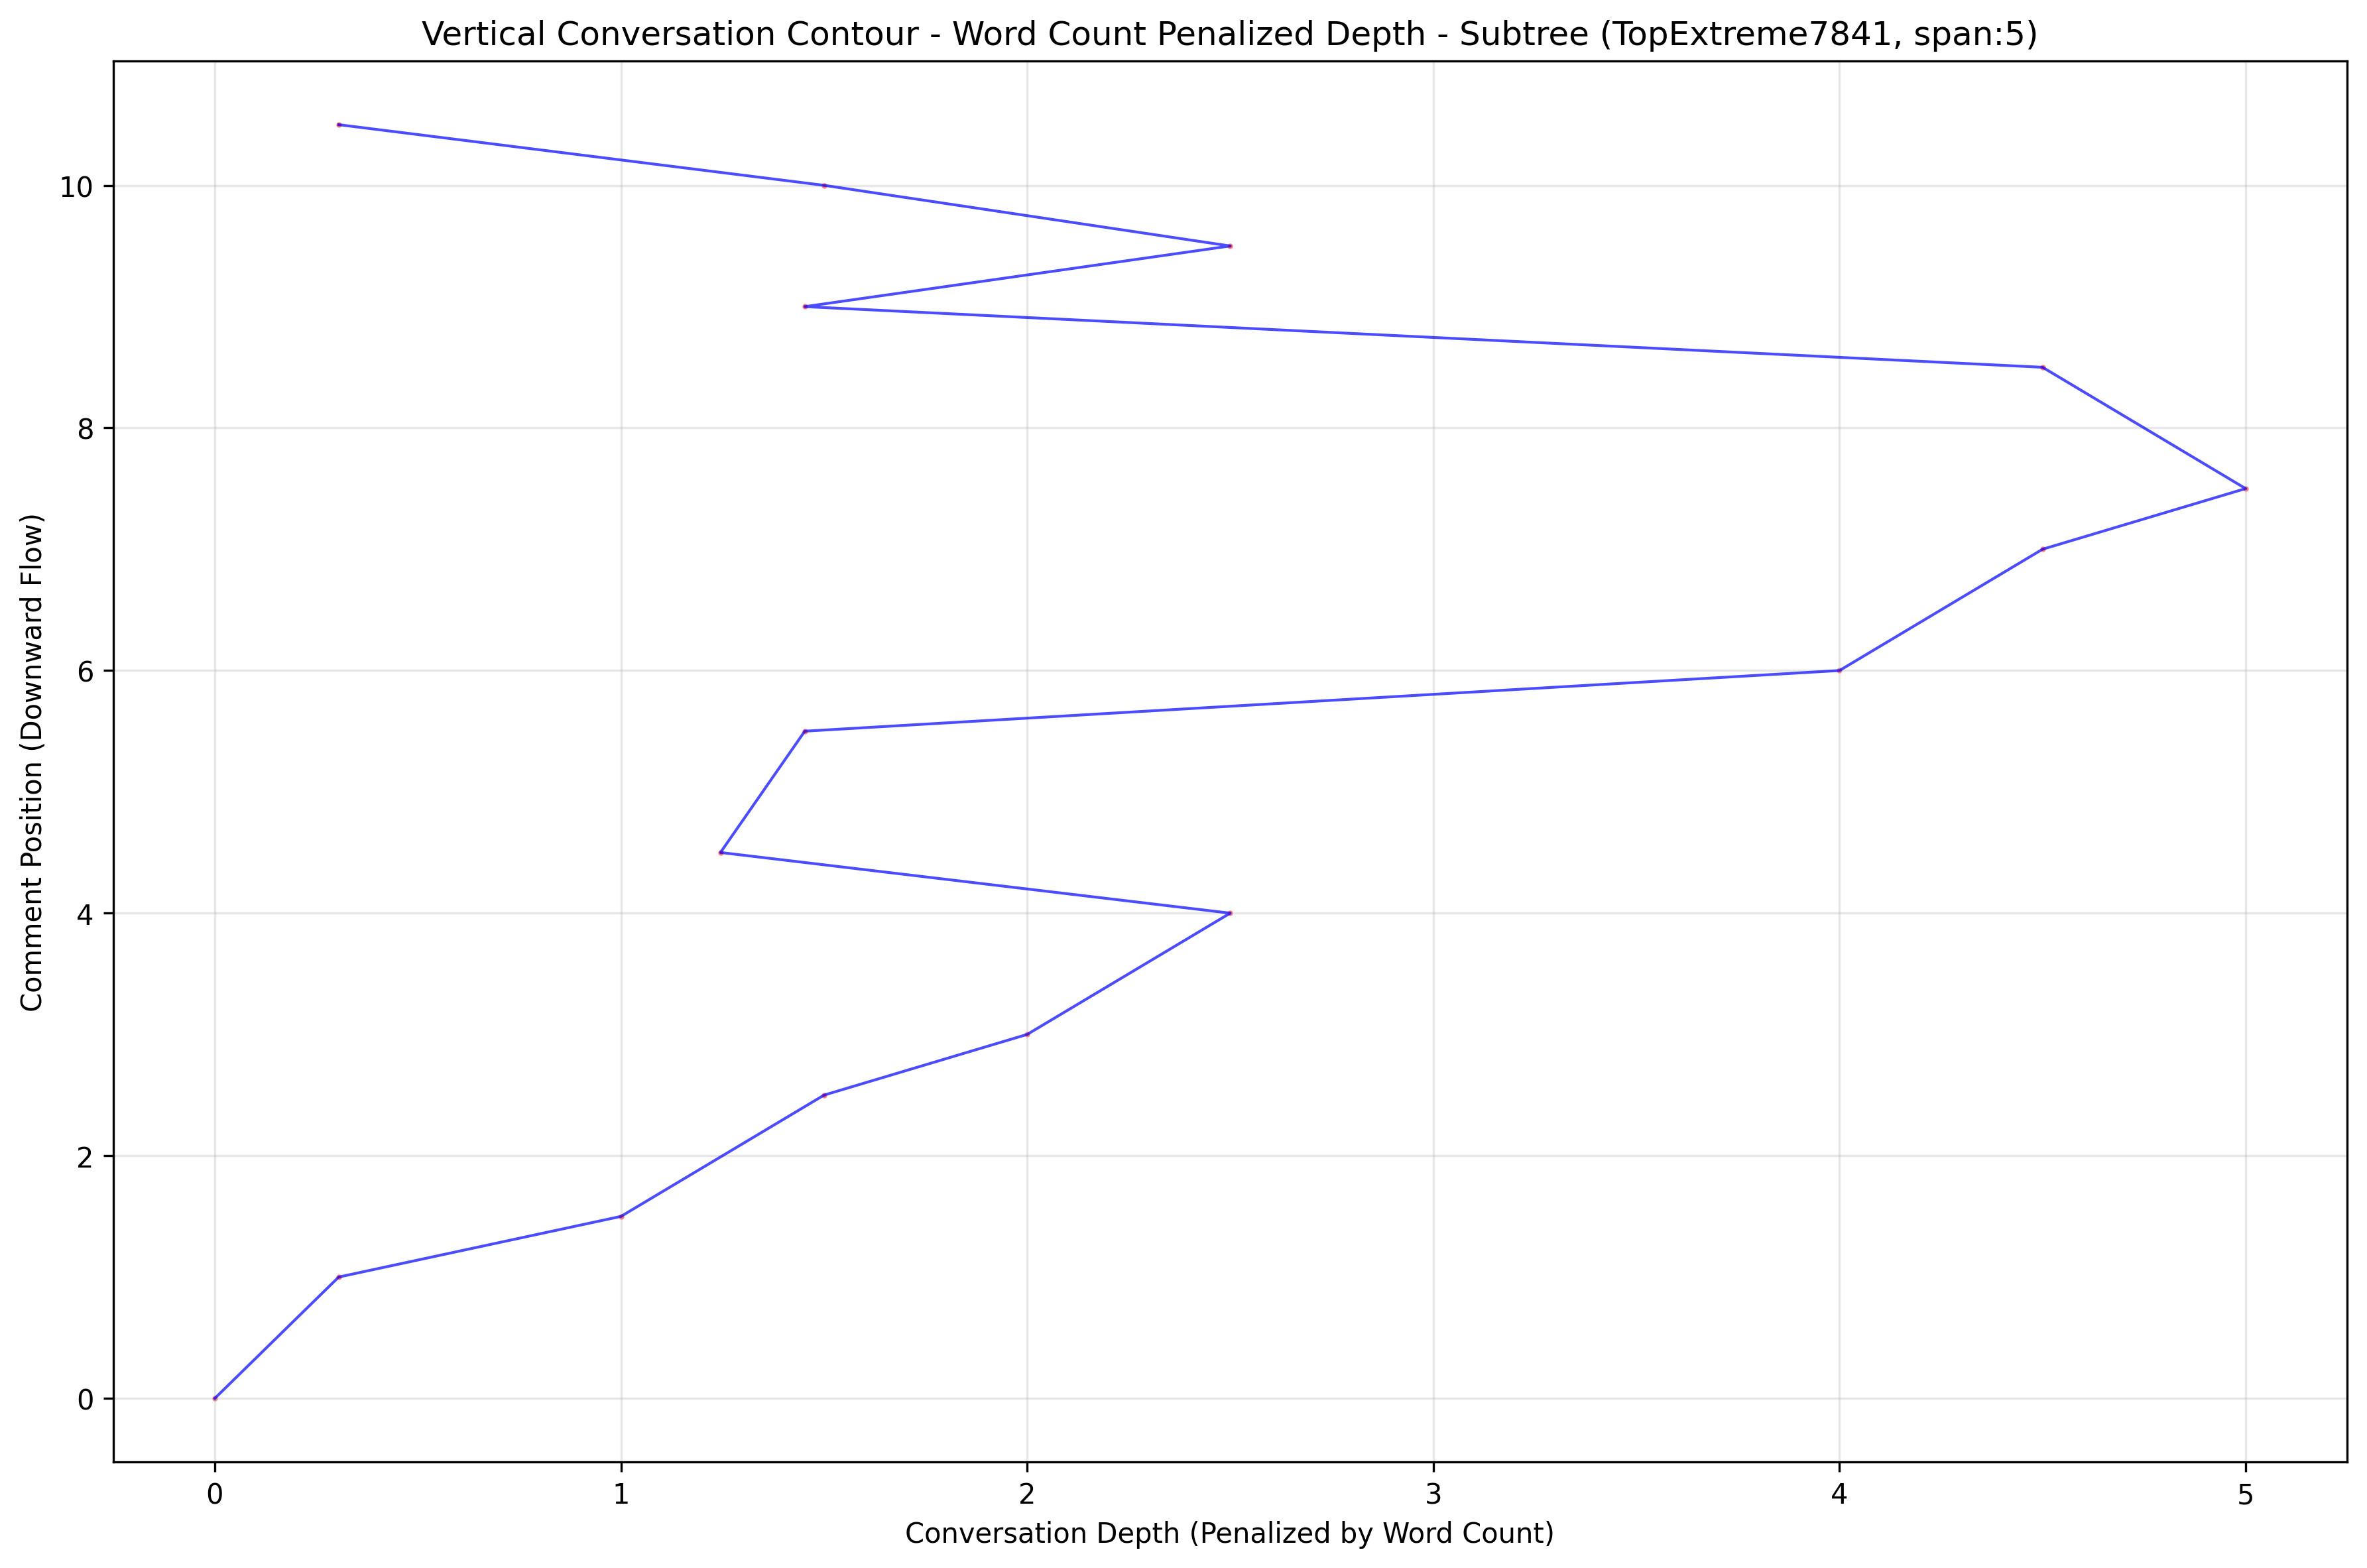 Vertical Conversation Contour - Word Count Penalized Depth - Subtree (TopExtreme7841, span:5)
Comment Position (Downward Flow)
10
8
6
4
2
0
0 1 2 3 4 5
Conversation Depth (Penalized by Word Count)